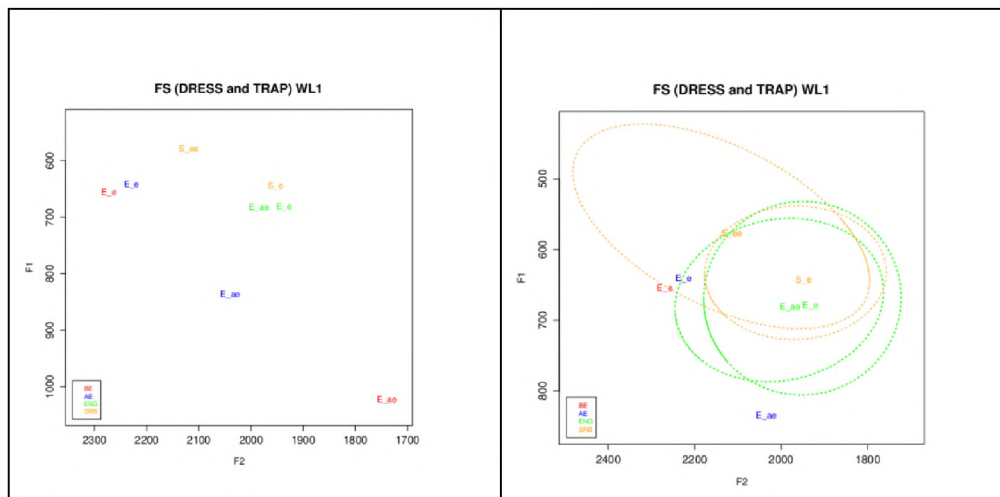 FS (DRESS and TRAP) WL1
S_ae
E_e
E_e
S_e
E_ae
E_e
E_ae
E_ae
BE
AE
ENG
SRB
600
700
800
900
1000
F1
2300
2200
2100
2000
1900
1800
1700
F2
FS (DRESS and TRAP) WL1
S_ae
E_e
E_e
S_e
E_ae
E_e
E_ae
BE
AE
ENG
SRB
500
600
700
800
F1
2400
2200
2000
1800
F2